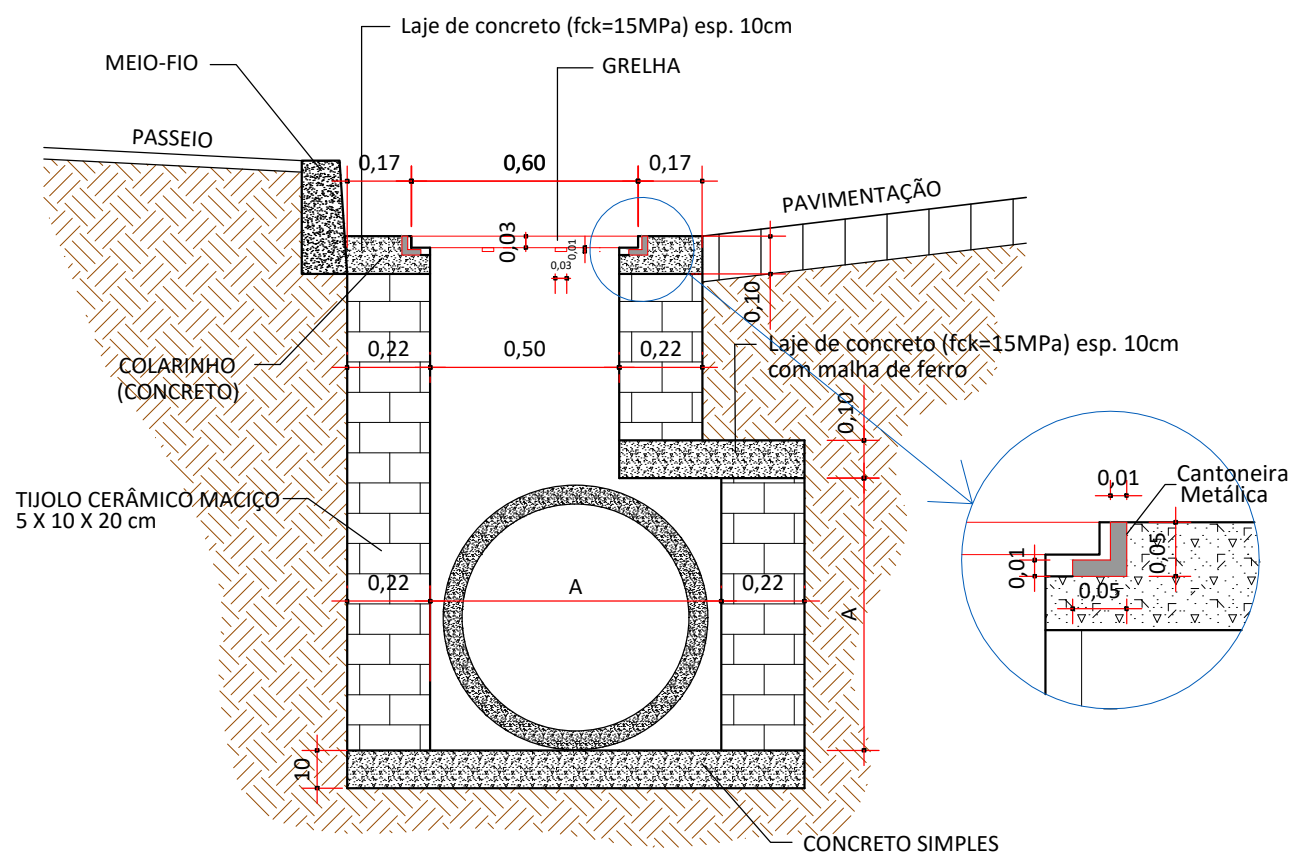 Laje de concreto (fck=15MPa) esp. 10cm
MEIO-FIO
GRELHA
PASSEIO
0,17
0,60
0,17
PAVIMENTAÇÃO
0,03
0,01
0,03
0,10
0,22
0,50
0,22
Laje de concreto (fck=15MPa) esp. 10cm
com malha de ferro
COLARINHO
(CONCRETO)
0,10
TIJOLO CERÂMICO MACIÇO
5 X 10 X 20 cm
0,01
Cantoneira
Metálica
0,01
0,05
0,05
0,22
A
0,22
A
10
CONCRETO SIMPLES